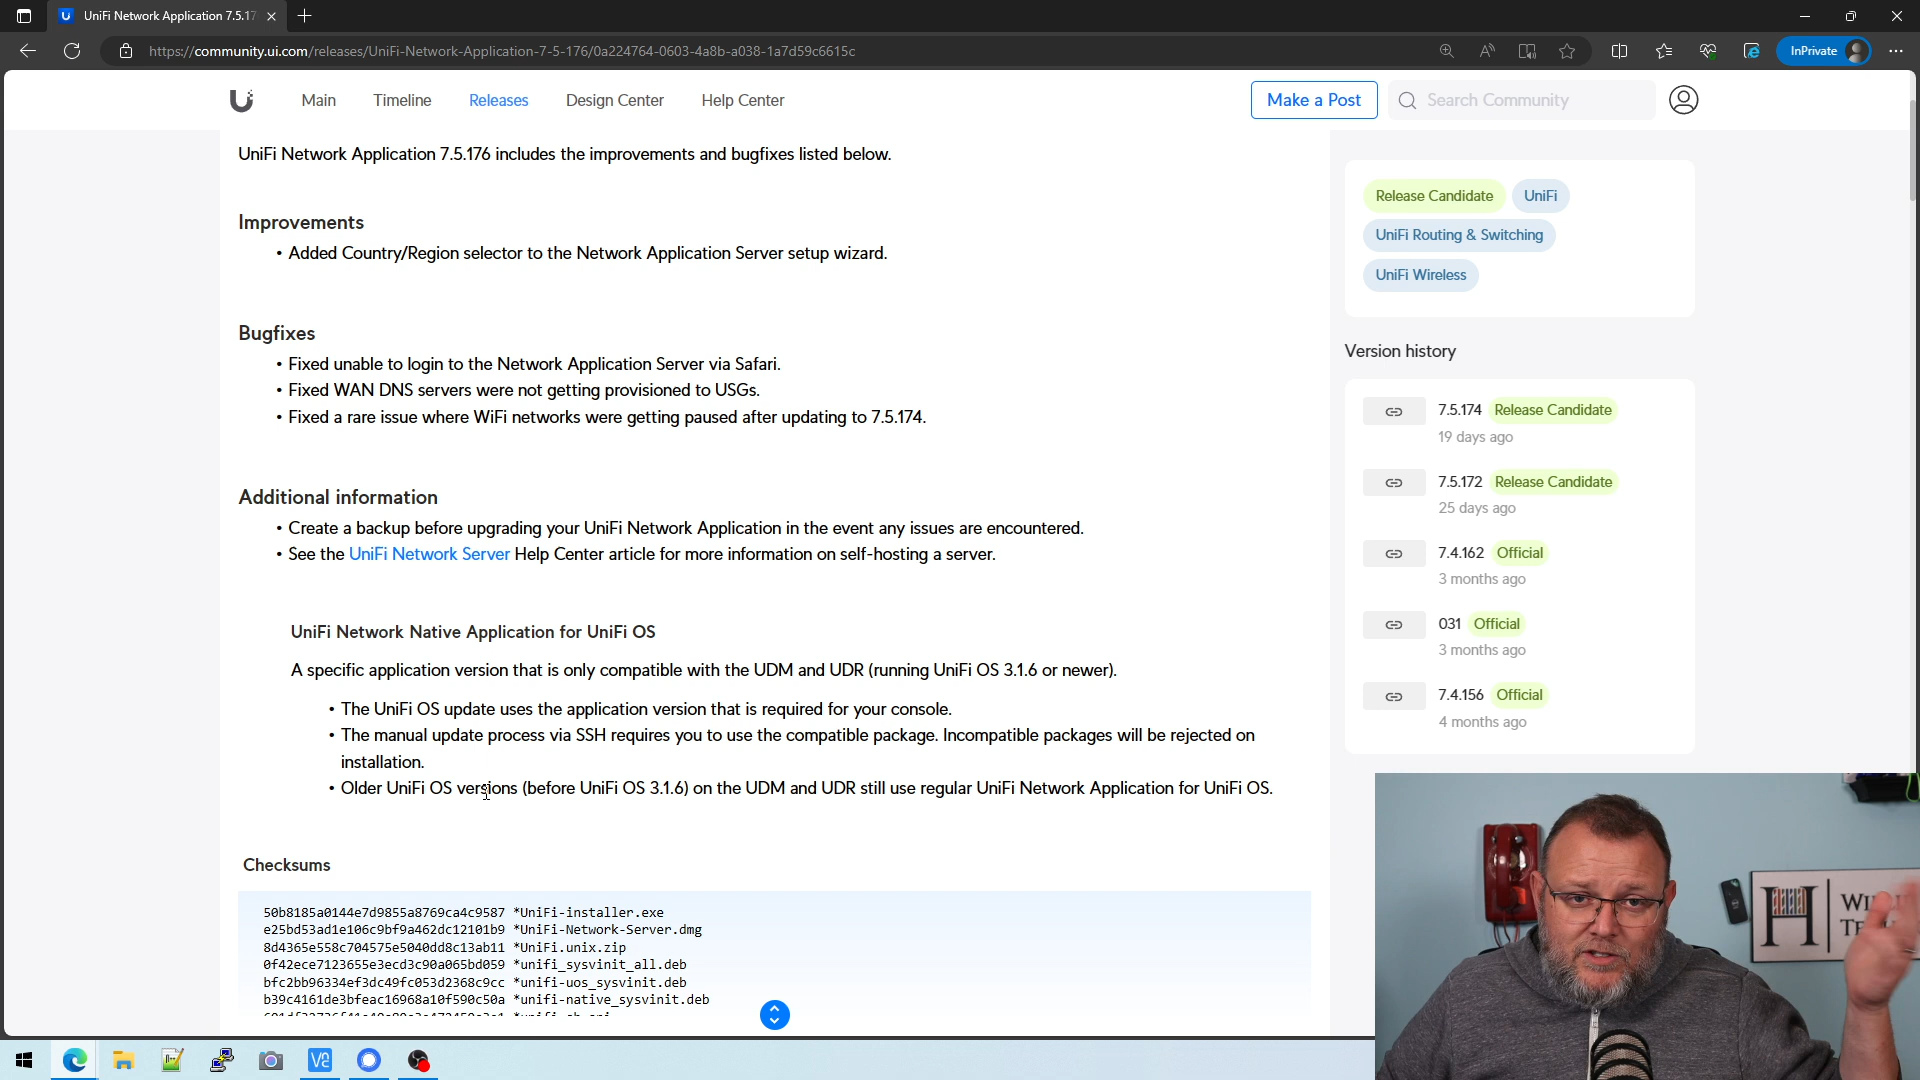 UniFi Network Application 7.5.17
https://community.ui.com/releases/UniFi-Network-Application-7-5-176/0a224764-0603-4a8b-a038-1a7d59c6615c
InPrivate
Main
Timeline
Releases
Design Center
Help Center
Make a Post
Search Community
UniFi Network Application 7.5.176 includes the improvements and bugfixes listed below.
Improvements
• Added Country/Region selector to the Network Application Server setup wizard.
Bugfixes
• Fixed unable to login to the Network Application Server via Safari.
• Fixed WAN DNS servers were not getting provisioned to USGs.
• Fixed a rare issue where WiFi networks were getting paused after updating to 7.5.174.
Additional information
• Create a backup before upgrading your UniFi Network Application in the event any issues are encountered.
• See the UniFi Network Server Help Center article for more information on self-hosting a server.
UniFi Network Native Application for UniFi OS
A specific application version that is only compatible with the UDM and UDR (running UniFi OS 3.1.6 or newer).
• The UniFi OS update uses the application version that is required for your console.
• The manual update process via SSH requires you to use the compatible package. Incompatible packages will be rejected on
installation.
• Older UniFi OS versions (before UniFi OS 3.1.6) on the UDM and UDR still use regular UniFi Network Application for UniFi OS.
Checksums
50b8185a0144e7d9855a8769ca4c9587 *UniFi-installer.exe
e25bd53ad1e106c9bf9a462dc12101b9 *UniFi-Network-Server.dmg
8d4365e558c704575e5040dd8c13ab11 *UniFi.unix.zip
0f42ece7123655e3ecd3c90a065bd059 *unifi_sysvinit_all.deb
bfc2bb96334ef3dc49fc053d2368c9cc *unifi-uos_sysvinit.deb
b39c4161de3bfeac16968a10f590c50a *unifi-native_sysvinit.deb
Release Candidate
UniFi
UniFi Routing & Switching
UniFi Wireless
Version history
7.5.174 Release Candidate
19 days ago
7.5.172 Release Candidate
25 days ago
7.4.162 Official
3 months ago
031 Official
3 months ago
7.4.156 Official
4 months ago